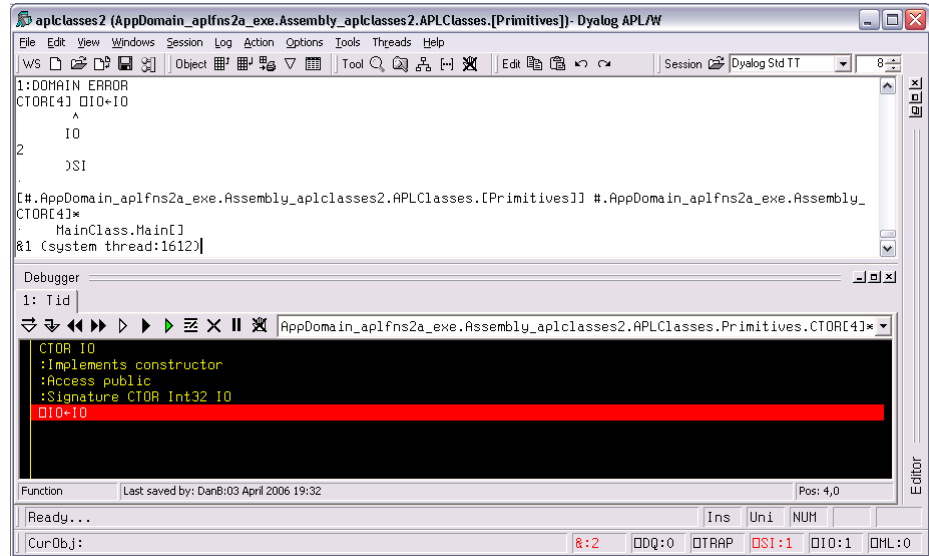 aplclasses2 (AppDomain_aplfns2a_exe.Assembly_aplclasses2.APLClasses.[Primitives])- Dyalog APL/W
File Edit View Windows Session Log Action Options Tools Threads Help
WS Object Tool Edit Session Dyalog Std TT 8
1:DOMAIN ERROR
CTOR[4] ⎕IO←IO
^
IO
2
)SI
·
[#.AppDomain_aplfns2a_exe.Assembly_aplclasses2.APLClasses.[Primitives]] #.AppDomain_aplfns2a_exe.Assembly_
CTOR[4]*
· MainClass.Main[]
&1 (system thread:1612)
Debugger
1: Tid
AppDomain_aplfns2a_exe.Assembly_aplclasses2.APLClasses.Primitives.CTOR[4]*
CTOR IO
:Implements constructor
:Access public
:Signature CTOR Int32 IO
⎕IO←IO
Editor
Function Last saved by: DanB:03 April 2006 19:32 Pos: 4,0
Ready... Ins Uni NUM
CurObj: &:2 ⎕DQ:0 ⎕TRAP ⎕SI:1 ⎕IO:1 ⎕ML:0